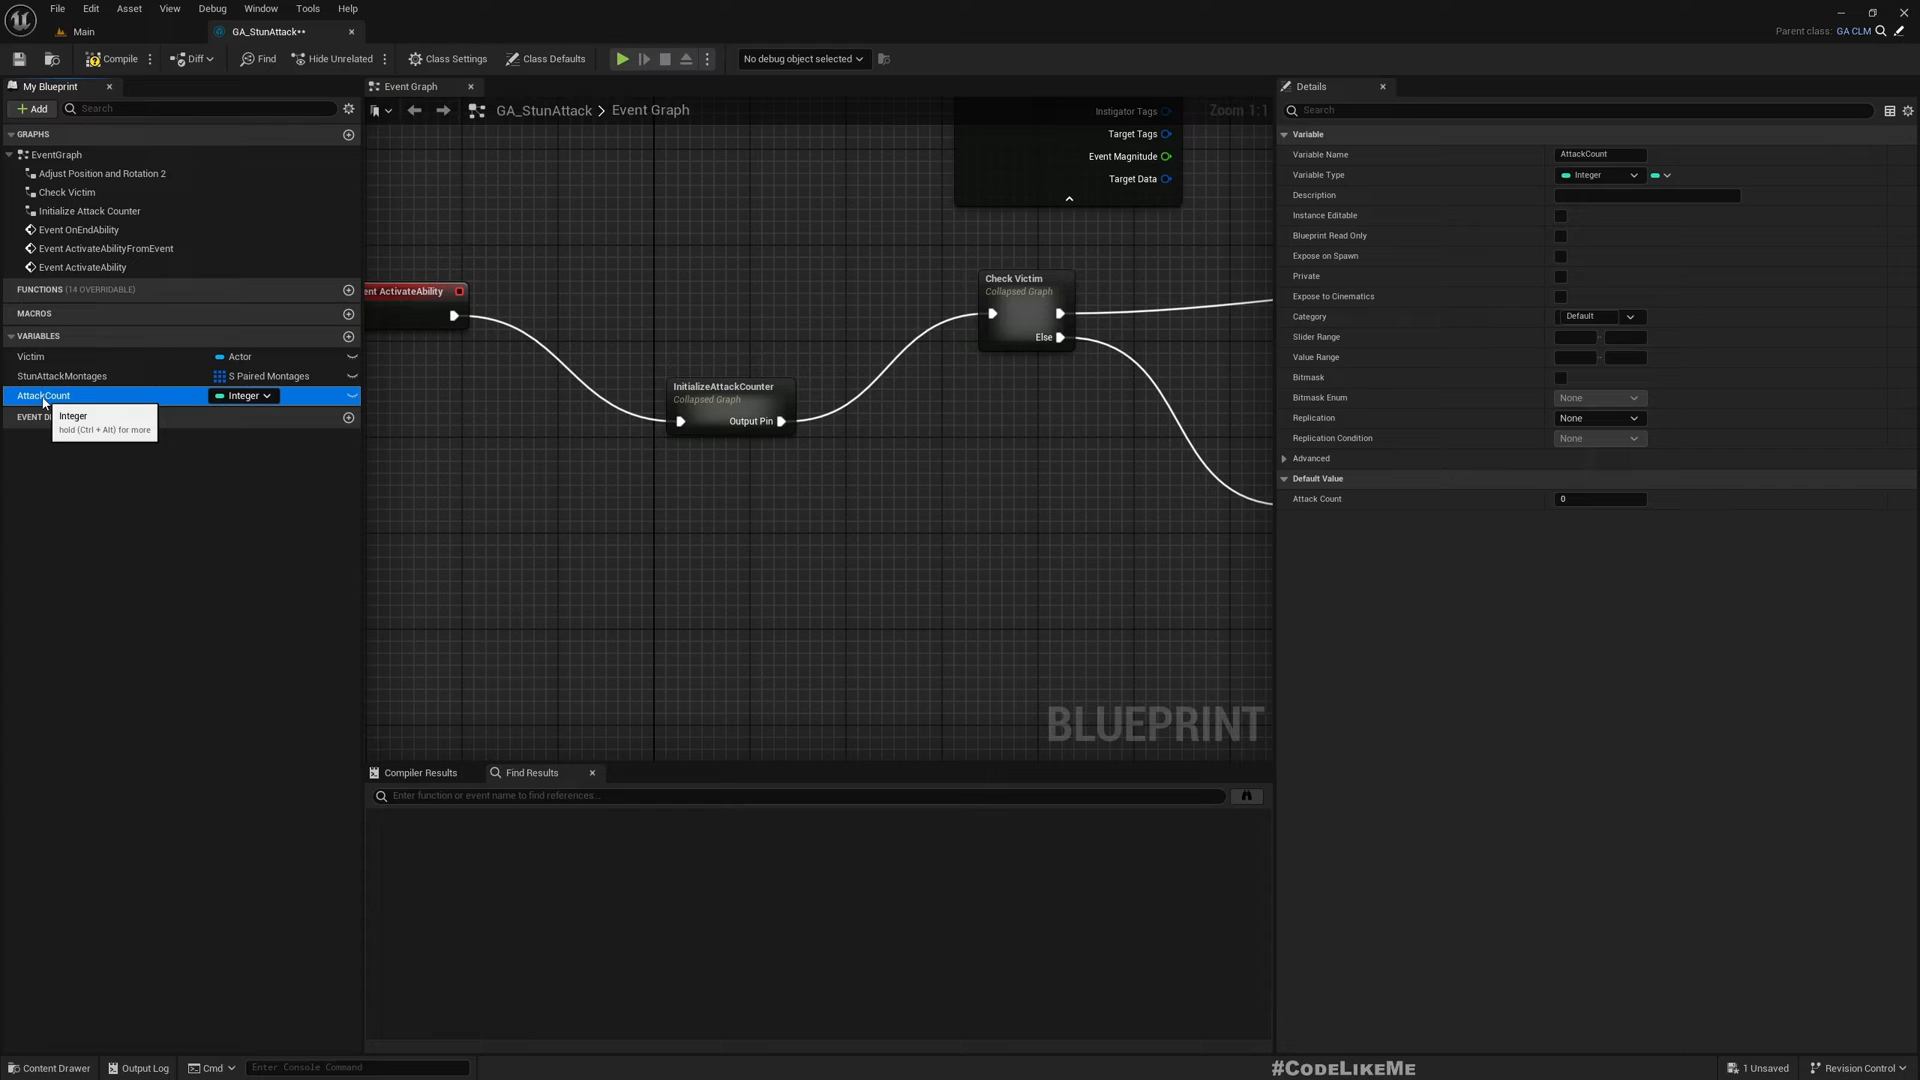 File Edit Asset View Debug Window Tools Help
Main
GA_StunAttack••
Parent class: GA CLM
Compile
Diff
Find
Hide Unrelated
Class Settings
Class Defaults
No debug object selected
My Blueprint
Event Graph
Details
Add
Search
GA_StunAttack > Event Graph
Zoom 1:1
Search
GRAPHS
EventGraph
Adjust Position and Rotation 2
Check Victim
Initialize Attack Counter
Event OnEndAbility
Event ActivateAbilityFromEvent
Event ActivateAbility
FUNCTIONS (14 OVERRIDABLE)
MACROS
VARIABLES
Victim Actor
StunAttackMontages S Paired Montages
AttackCount Integer
EVENT DI
Integer
hold (Ctrl + Alt) for more
Instigator Tags
Target Tags
Event Magnitude
Target Data
ent ActivateAbility
InitializeAttackCounter
Collapsed Graph
Output Pin
Check Victim
Collapsed Graph
Else
BLUEPRINT
Variable
Variable Name AttackCount
Variable Type Integer
Description
Instance Editable
Blueprint Read Only
Expose on Spawn
Private
Expose to Cinematics
Category Default
Slider Range
Value Range
Bitmask
Bitmask Enum None
Replication None
Replication Condition None
Advanced
Default Value
Attack Count 0
Compiler Results
Find Results
Enter function or event name to find references...
Content Drawer
Output Log
Cmd
Enter Console Command
#CODELIKEME
1 Unsaved
Revision Control